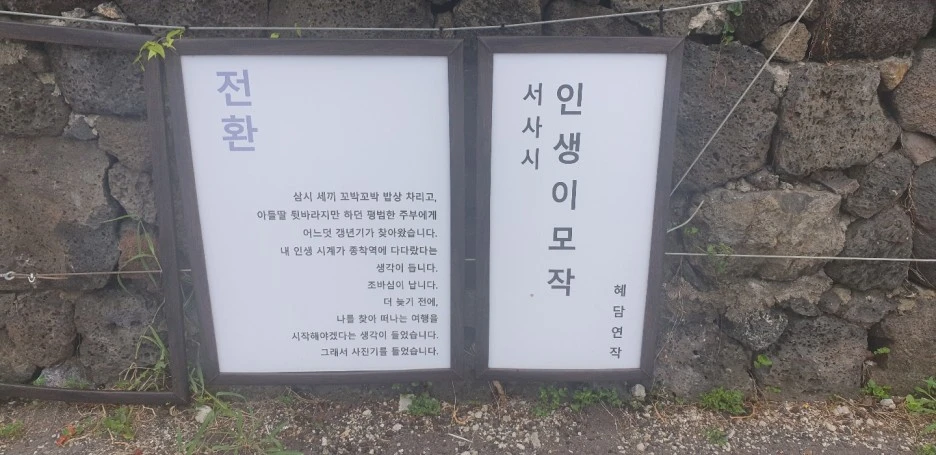 전환
삼시 세끼 꼬박꼬박 밥상 차리고,
아들딸 뒷바라지만 하던 평범한 주부에게
어느덧 갱년기가 찾아왔습니다.
내 인생 시계가 종착역에 다다랐다는
생각이 듭니다.
조바심이 납니다.
더 늦기 전에,
나를 찾아 떠나는 여행을
시작해야겠다는 생각이 들었습니다.
그래서 사진기를 들었습니다.
인생이모작
서사시
혜담연작